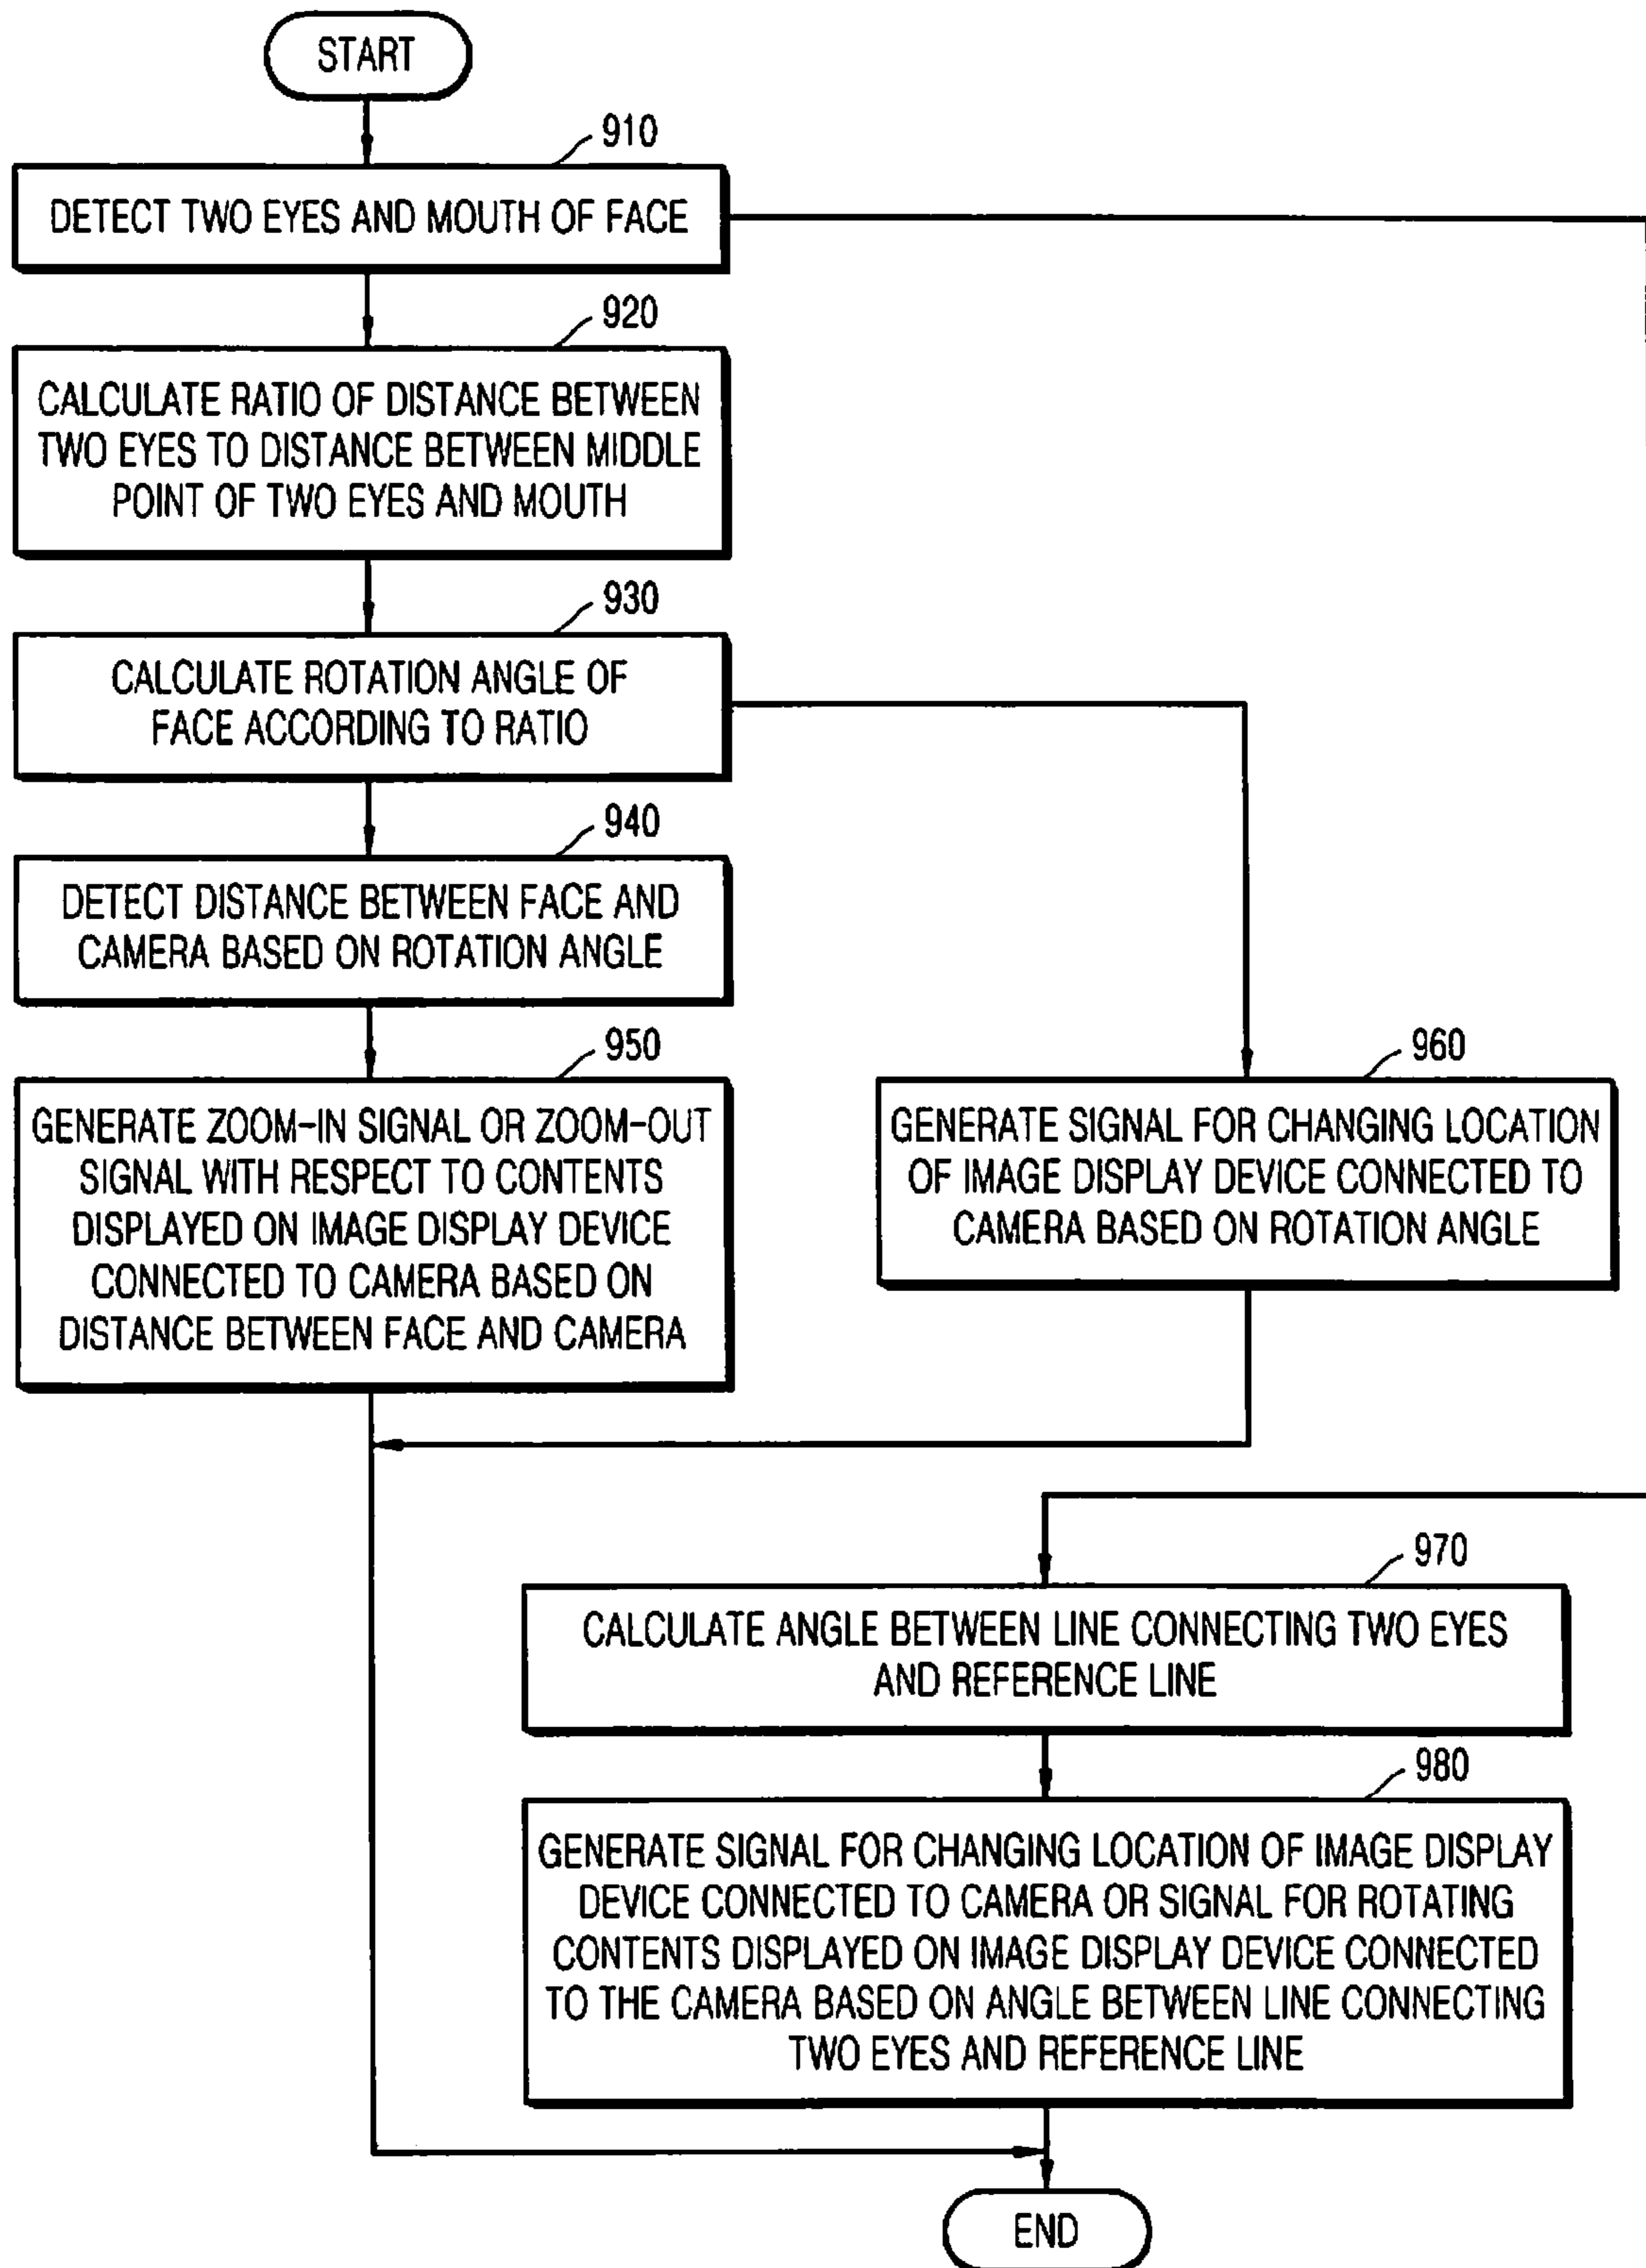 START
910
DETECT TWO EYES AND MOUTH OF FACE
920
CALCULATE RATIO OF DISTANCE BETWEEN
TWO EYES TO DISTANCE BETWEEN MIDDLE
POINT OF TWO EYES AND MOUTH
930
CALCULATE ROTATION ANGLE OF
FACE ACCORDING TO RATIO
940
DETECT DISTANCE BETWEEN FACE AND
CAMERA BASED ON ROTATION ANGLE
950
GENERATE ZOOM-IN SIGNAL OR ZOOM-OUT
SIGNAL WITH RESPECT TO CONTENTS
DISPLAYED ON IMAGE DISPLAY DEVICE
CONNECTED TO CAMERA BASED ON
DISTANCE BETWEEN FACE AND CAMERA
960
GENERATE SIGNAL FOR CHANGING LOCATION
OF IMAGE DISPLAY DEVICE CONNECTED TO
CAMERA BASED ON ROTATION ANGLE
970
CALCULATE ANGLE BETWEEN LINE CONNECTING TWO EYES
AND REFERENCE LINE
980
GENERATE SIGNAL FOR CHANGING LOCATION OF IMAGE DISPLAY
DEVICE CONNECTED TO CAMERA OR SIGNAL FOR ROTATING
CONTENTS DISPLAYED ON IMAGE DISPLAY DEVICE CONNECTED
TO THE CAMERA BASED ON ANGLE BETWEEN LINE CONNECTING
TWO EYES AND REFERENCE LINE
END